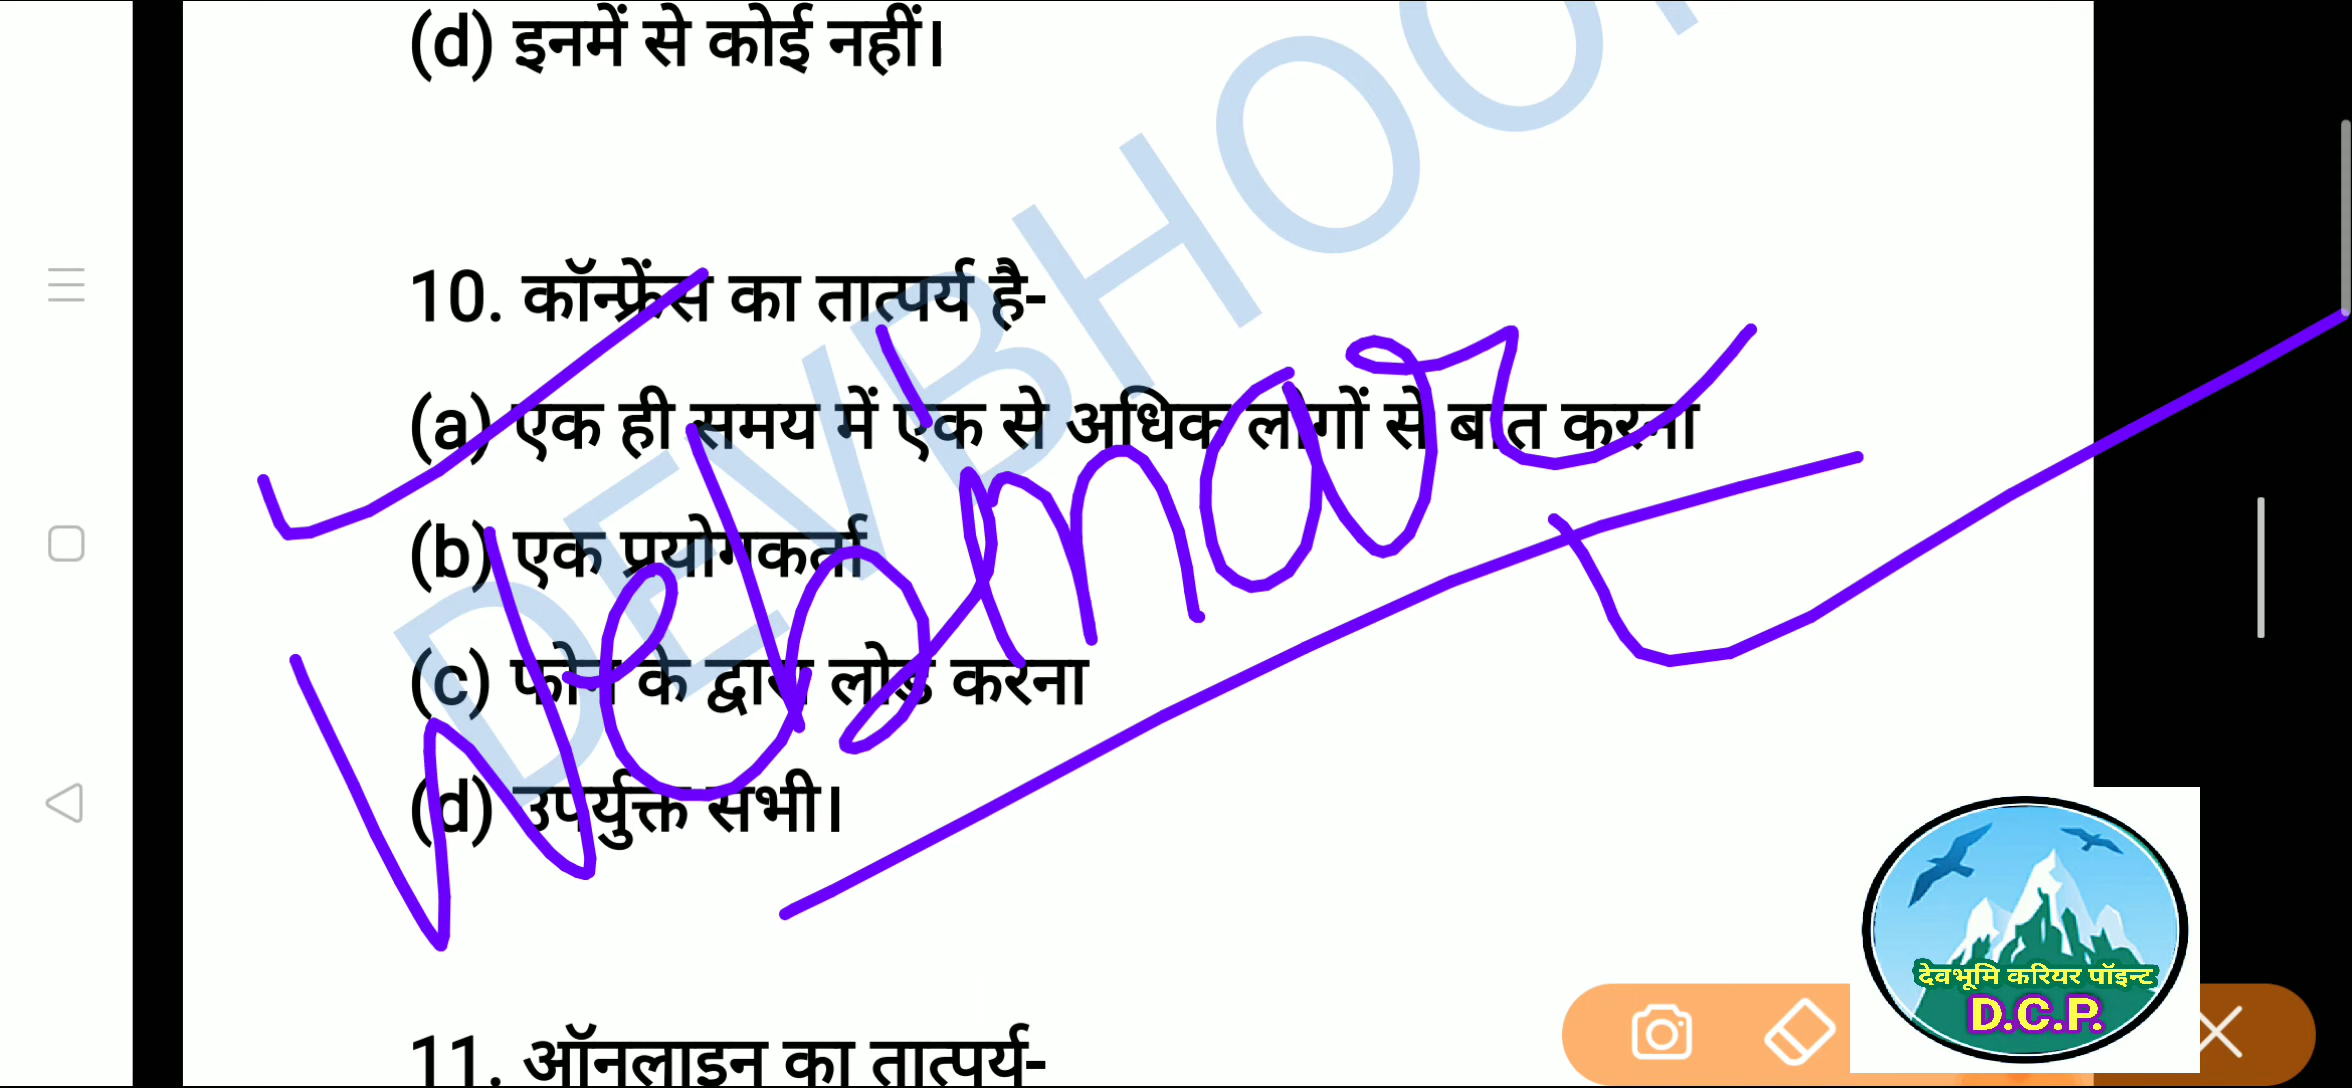 (d) इनमें से कोई नहीं।
DEVBHOO
10. कॉन्फ्रेंस का तात्पर्य है-
(a) एक ही समय में एक से अधिक लोगों से बात करना
(b) एक प्रयोगकर्ता
(c) फोन के द्वारा लोड करना
(d) उपर्युक्त सभी।
Webinar
11. ऑनलाइन का तात्पर्य-
देवभूमि करियर पॉइन्ट
D.C.P.